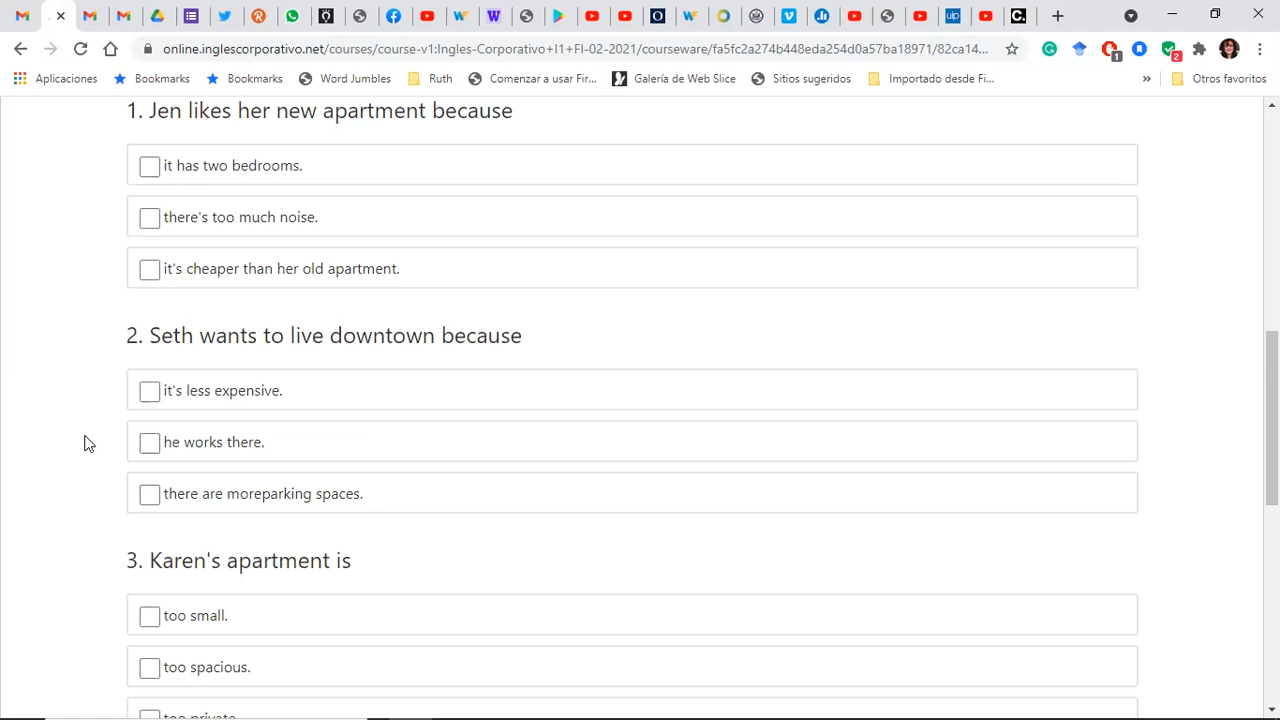 online.inglescorporativo.net/courses/course-v1:Ingles-Corporativo+I1+FI-02-2021/courseware/fa5fc2a274b448eda254d0a57ba18971/82ca14...
1
2
Aplicaciones
Bookmarks
Bookmarks
Word Jumbles
Ruth
Comenzar a usar Fir...
Galería de Web Slice
Sitios sugeridos
Importado desde Fi...
»
Otros favoritos
1. Jen likes her new apartment because
it has two bedrooms.
there's too much noise.
it's cheaper than her old apartment.
2. Seth wants to live downtown because
it's less expensive.
he works there.
there are moreparking spaces.
3. Karen's apartment is
too small.
too spacious.
too private.